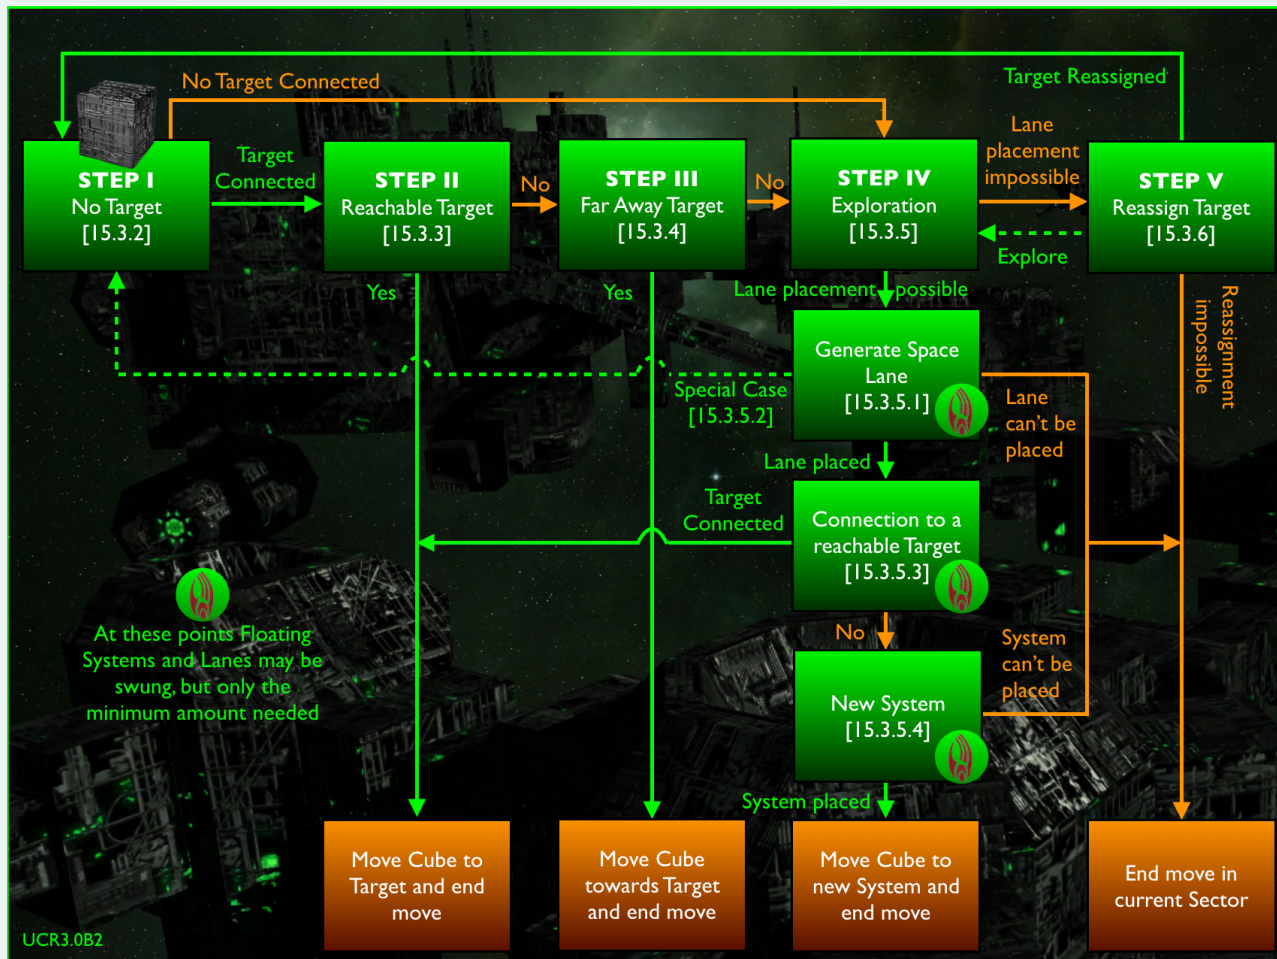 No Target Connected
Target Reassigned
STEP I
No Target
[15.3.2]
Target
Connected
STEP II
Reachable Target
[15.3.3]
No
STEP III
Far Away Target
[15.3.4]
No
STEP IV
Exploration
[15.3.5]
Lane
placement
impossible
Explore
STEP V
Reassign Target
[15.3.6]
Yes
Yes
Lane placement possible
Reassignment
impossible
Generate Space
Lane
[15.3.5.1]
Special Case
[15.3.5.2]
Lane
can't be
placed
Lane placed
Target
Connected
Connection to a
reachable Target
[15.3.5.3]
No
System
can't be
placed
At these points Floating
Systems and Lanes may be
swung, but only the
minimum amount needed
New System
[15.3.5.4]
System placed
Move Cube to
Target and end
move
Move Cube
towards Target
and end move
Move Cube to
new System and
end move
End move in
current Sector
UCR3.0B2